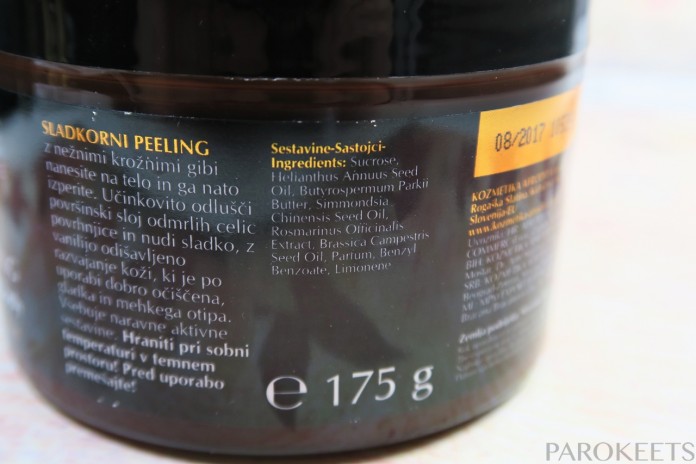 SLADKORNI PEELING
z nežnimi krožnimi gibi
nanesite na telo in ga nato
izperite. Učinkovito odlušči
površinski sloj odmrlih celic
povrhnjice in nudi sladko, z
vanilijo odišavljeno
razvajanje koži, ki je po
uporabi dobro očiščena,
gladka in mehkega otipa.
Vsebuje naravne aktivne
sestavine. Hraniti pri sobni
temperaturi v temnem
prostoru! Pred uporabo
premešajte!
Sestavine-Sastojci-
Ingredients: Sucrose,
Helianthus Annuus Seed
Oil, Butyrospermum Parkii
Butter, Simmondsia
Chinensis Seed Oil,
Rosmarinus Officinalis
Extract, Brassica Campestris
Seed Oil, Parfum, Benzyl
Benzoate, Limonene
e 175 g
08/2017
KOZMETIKA
Rogaška Slatina
Slovenija-EU
PAROKEETS